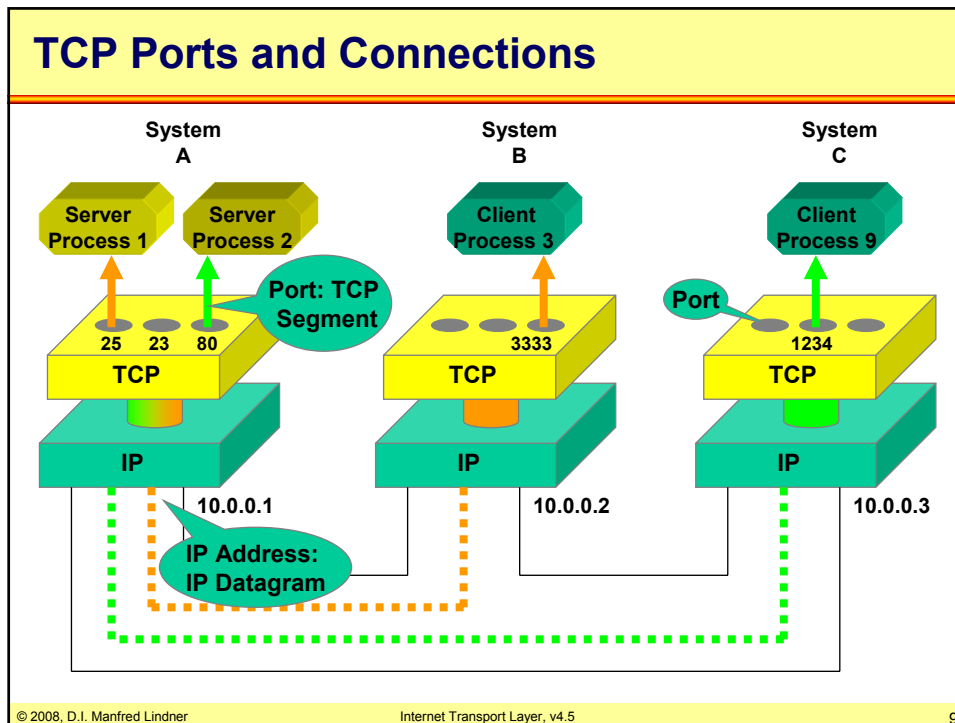 TCP Ports and Connections
System
A
System
B
System
C
Server
Process 1
Server
Process 2
Client
Process 3
Client
Process 9
Port: TCP
Segment
Port
25 23 80
3333
1234
TCP
TCP
TCP
IP
IP
IP
10.0.0.1
10.0.0.2
10.0.0.3
IP Address:
IP Datagram
© 2008, D.I. Manfred Lindner
Internet Transport Layer, v4.5
9